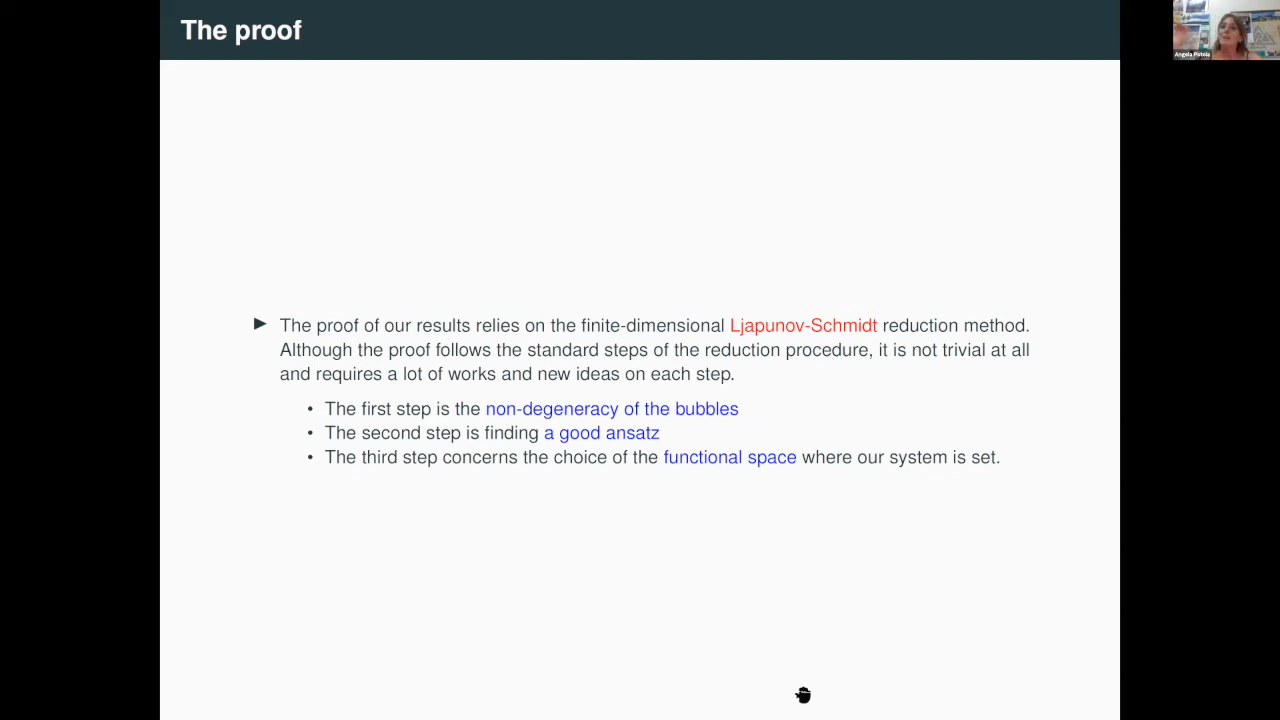 The proof
Angela Pistoia
► The proof of our results relies on the finite-dimensional Ljapunov-Schmidt reduction method.
Although the proof follows the standard steps of the reduction procedure, it is not trivial at all
and requires a lot of works and new ideas on each step.
• The first step is the non-degeneracy of the bubbles
• The second step is finding a good ansatz
• The third step concerns the choice of the functional space where our system is set.